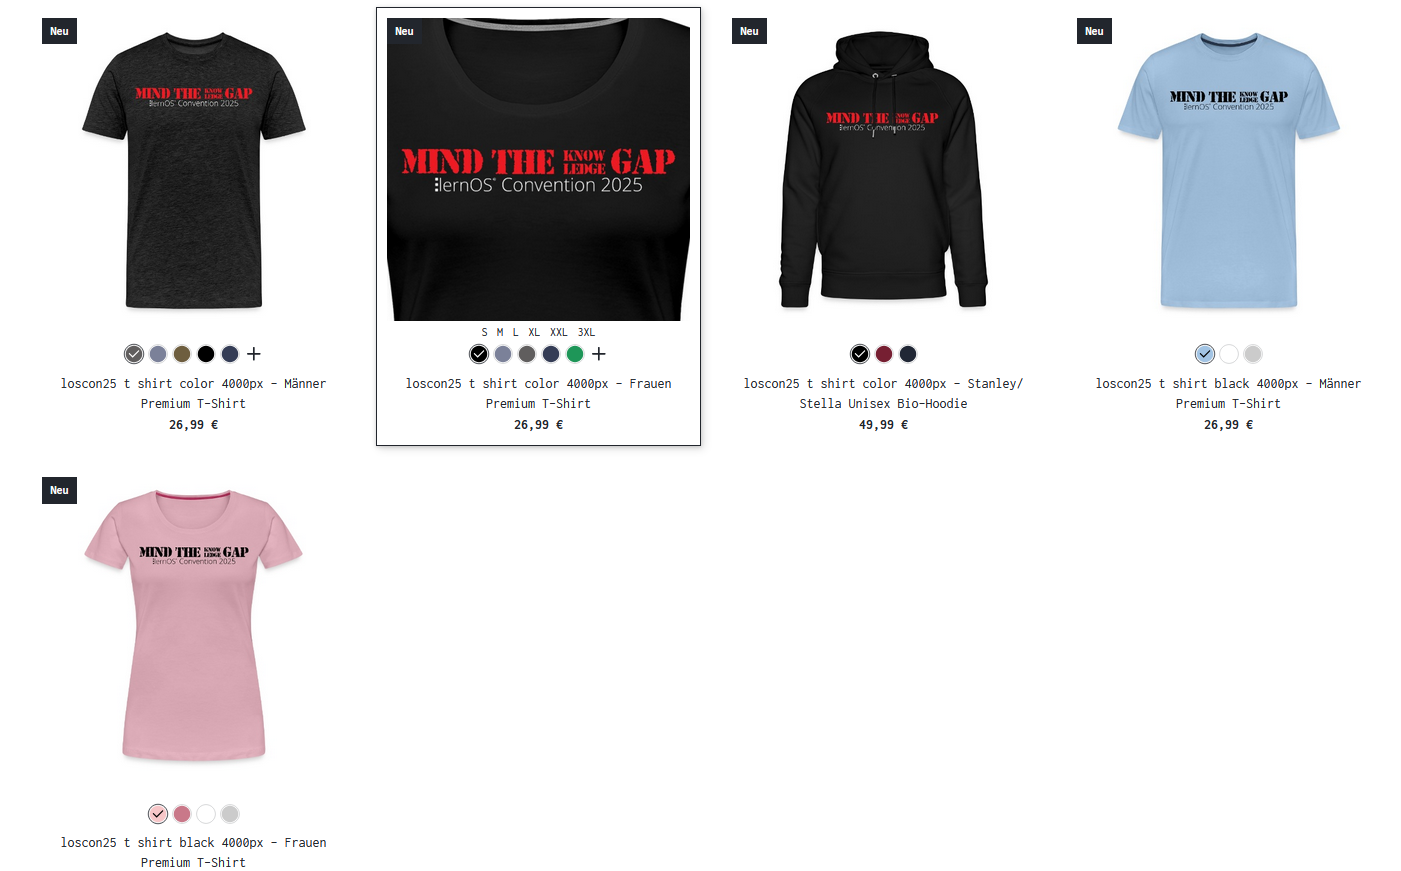 Neu
MIND THE KNOW LEDGE GAP
lernOS® Convention 2025
loscon25 t shirt color 4000px - Männer
Premium T-Shirt
26,99 €
Neu
MIND THE KNOW LEDGE GAP
lernOS® Convention 2025
S M L XL XXL 3XL
loscon25 t shirt color 4000px - Frauen
Premium T-Shirt
26,99 €
Neu
MIND THE KNOW LEDGE GAP
lernOS® Convention 2025
loscon25 t shirt color 4000px - Stanley/
Stella Unisex Bio-Hoodie
49,99 €
Neu
MIND THE KNOW LEDGE GAP
lernOS® Convention 2025
loscon25 t shirt black 4000px - Männer
Premium T-Shirt
26,99 €
Neu
MIND THE KNOW LEDGE GAP
lernOS® Convention 2025
loscon25 t shirt black 4000px - Frauen
Premium T-Shirt